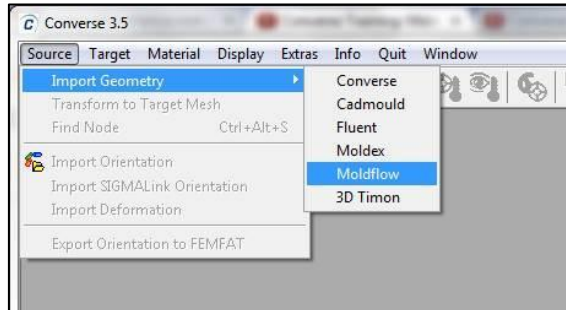 Converse 3.5
Source Target Material Display Extras Info Quit Window
Import Geometry
Transform to Target Mesh
Find Node Ctrl+Alt+S
Import Orientation
Import SIGMALink Orientation
Import Deformation
Export Orientation to FEMFAT
Converse
Cadmould
Fluent
Moldex
Moldflow
3D Timon